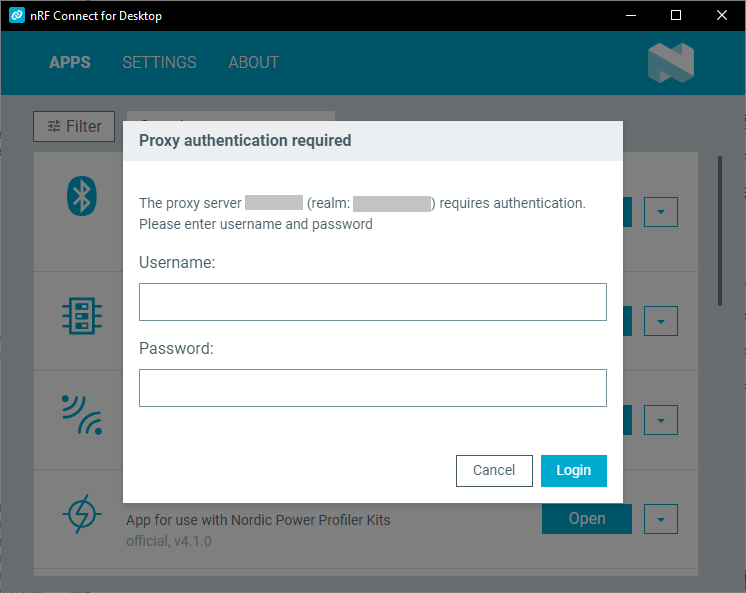 nRF Connect for Desktop
APPS SETTINGS ABOUT
Filter
Proxy authentication required
The proxy server (realm: ) requires authentication.
Please enter username and password
Username:
Password:
Cancel Login
App for use with Nordic Power Profiler Kits
Open
official, v4.1.0